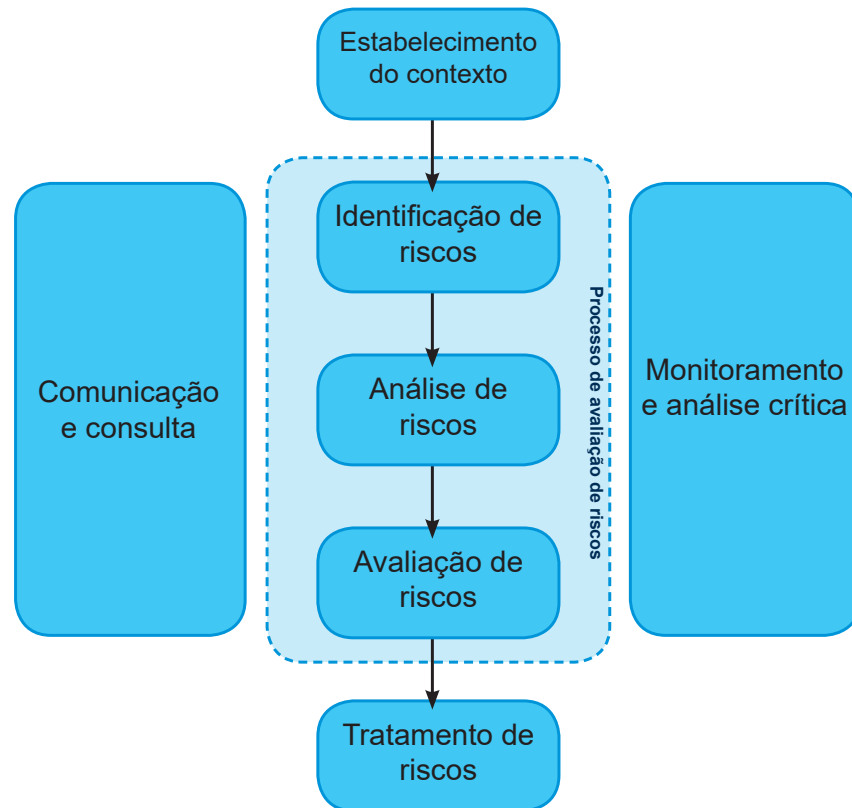 Estabelecimento
do contexto
Identificação de
riscos
Análise de
riscos
Avaliação de
riscos
Processo de avaliação de riscos
Comunicação
e consulta
Monitoramento
e análise crítica
Tratamento de
riscos